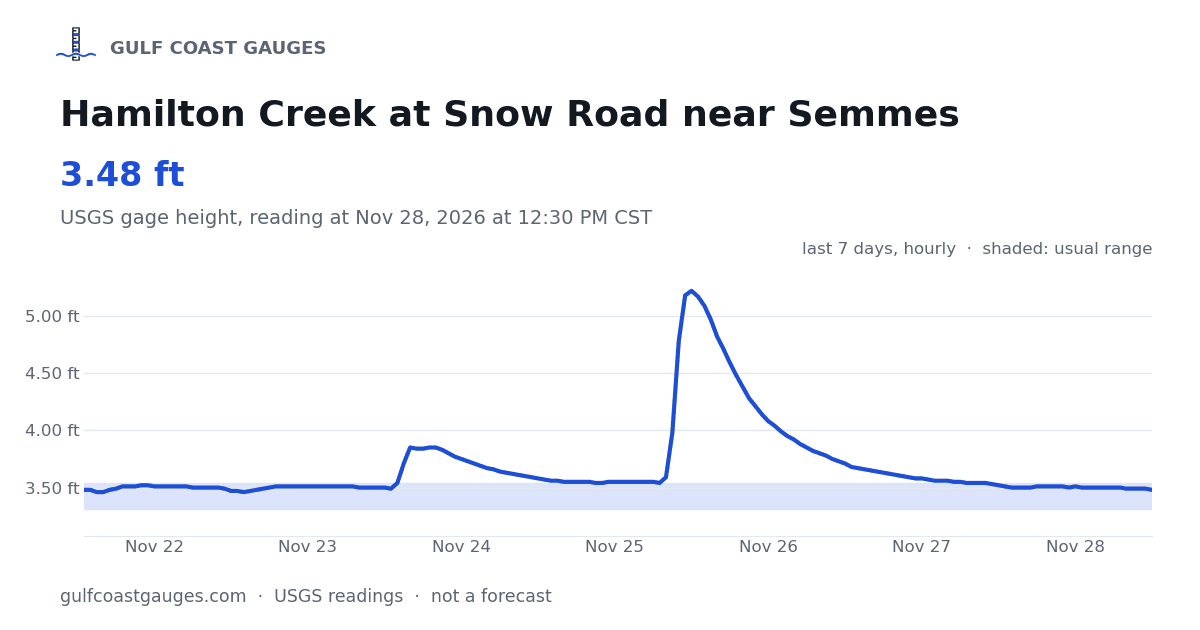 GULF COAST GAUGES
Hamilton Creek at Snow Road near Semmes
3.48 ft
USGS gage height, reading at Nov 28, 2026 at 12:30 PM CST
last 7 days, hourly · shaded: usual range
5.00 ft
4.50 ft
4.00 ft
3.50 ft
Nov 22 Nov 23 Nov 24 Nov 25 Nov 26 Nov 27 Nov 28
gulfcoastgauges.com · USGS readings · not a forecast